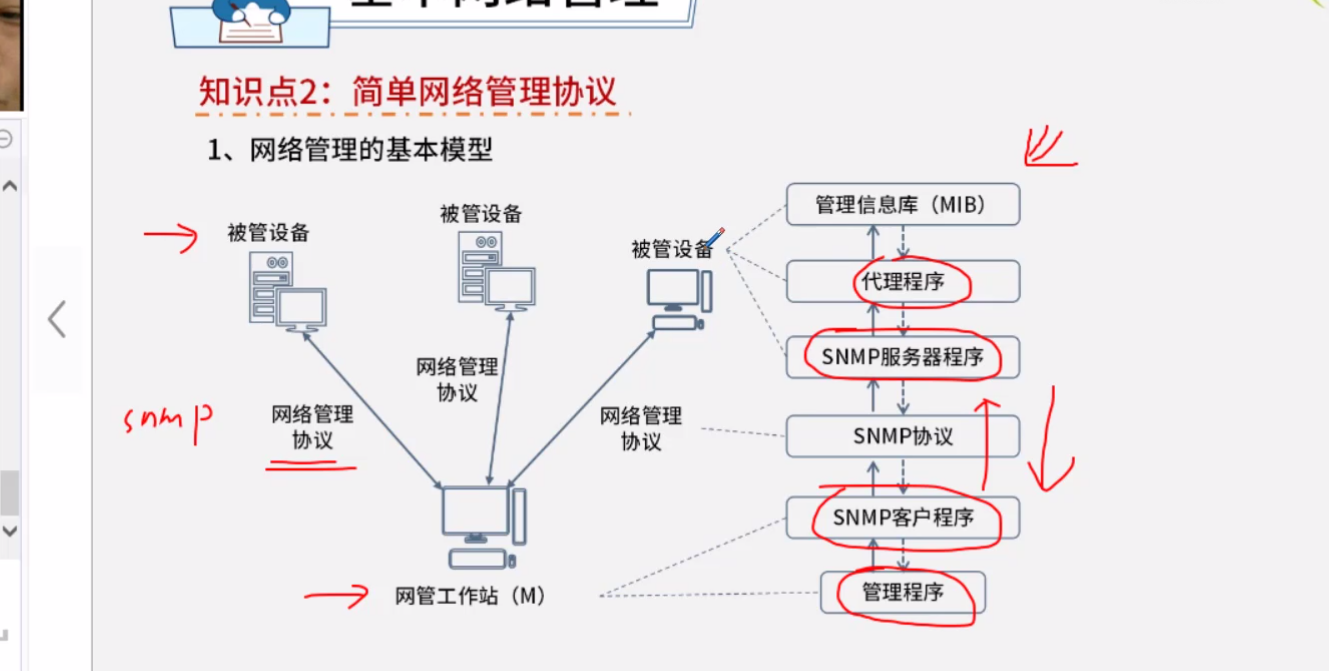 知识点2：简单网络管理协议
1、网络管理的基本模型
被管设备
被管设备
被管设备
管理信息库（MIB）
代理程序
SNMP服务器程序
网络管理
协议
网络管理
协议
网络管理
协议
snmp
SNMP协议
SNMP客户程序
网管工作站（M）
管理程序